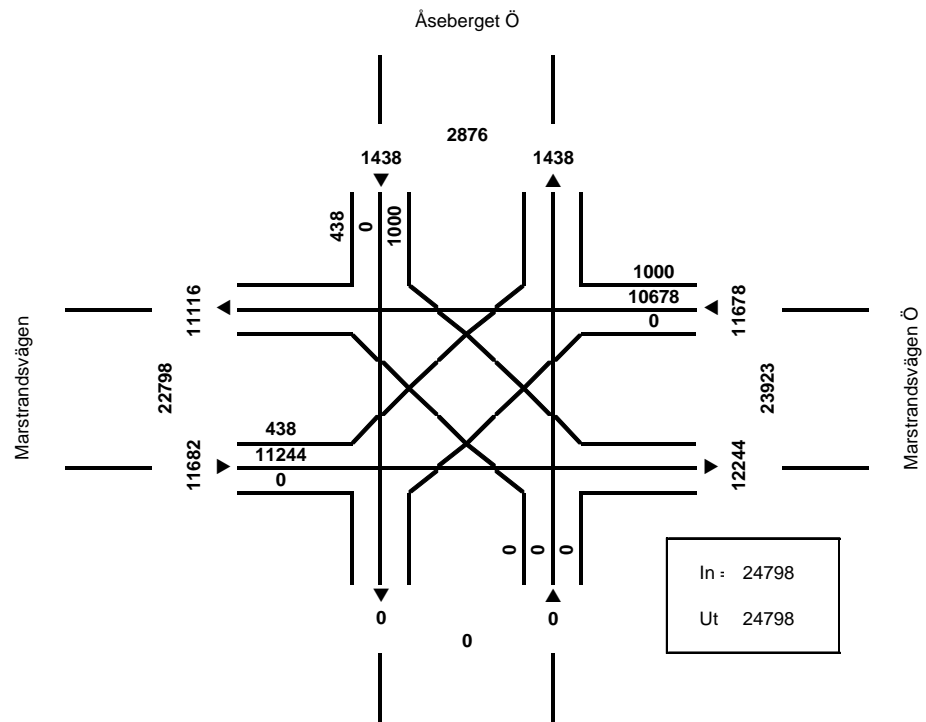 Åseberget Ö
2876
1438 1438
438 0 1000
1000
10678
0
11116
11678
Marstrandsvägen
22798
23923
Marstrandsvägen Ö
438
11244
0
11682
12244
0 0 0
In = 24798
Ut 24798
0 0
0